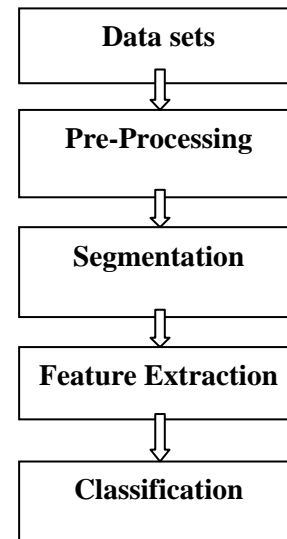 Data sets
Pre-Processing
Segmentation
Feature Extraction
Classification